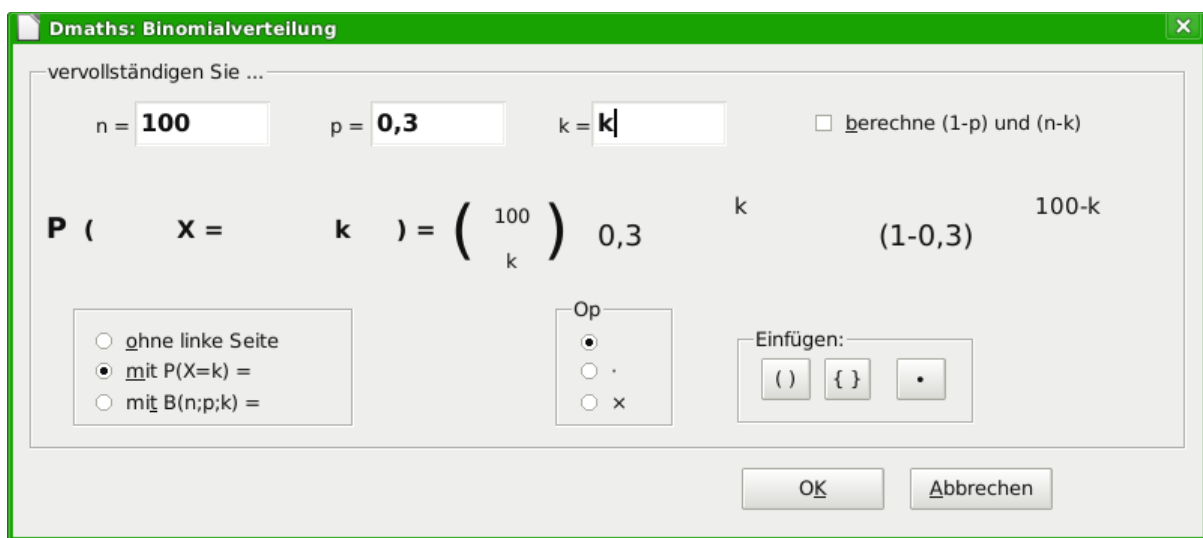 Dmaths: Binomialverteilung
vervollständigen Sie ...
n = 100 p = 0,3 k = k berechne (1-p) und (n-k)
k 100-k
P ( X = k ) = ( 100 ) 0,3 (1-0,3)
k
Op
ohne linke Seite
mit P(X=k) =
mit B(n;p;k) =
·
×
Einfügen:
( ) { } •
OK Abbrechen